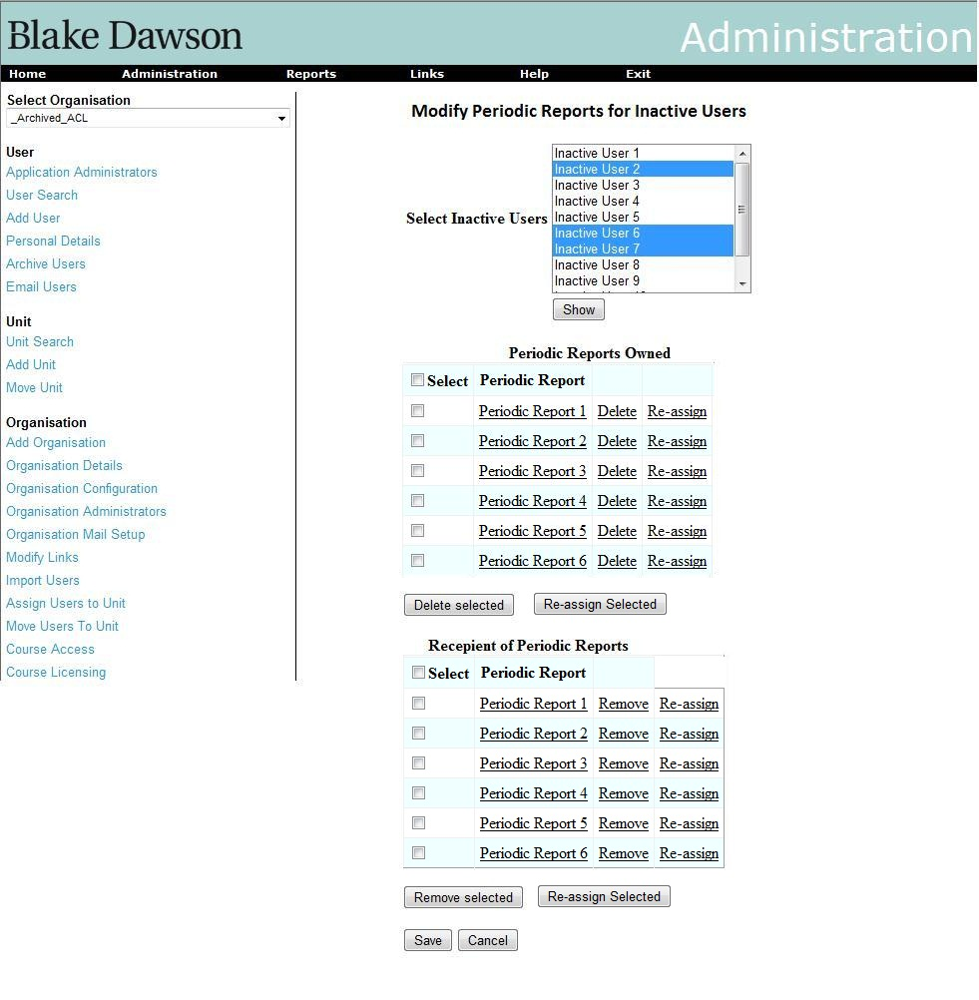 Blake Dawson
Administration
Home Administration Reports Links Help Exit
Select Organisation
_Archived_ACL
User
Application Administrators
User Search
Add User
Personal Details
Archive Users
Email Users
Unit
Unit Search
Add Unit
Move Unit
Organisation
Add Organisation
Organisation Details
Organisation Configuration
Organisation Administrators
Organisation Mail Setup
Modify Links
Import Users
Assign Users to Unit
Move Users To Unit
Course Access
Course Licensing
Modify Periodic Reports for Inactive Users
Select Inactive Users
Inactive User 1
Inactive User 2
Inactive User 3
Inactive User 4
Inactive User 5
Inactive User 6
Inactive User 7
Inactive User 8
Inactive User 9
Show
Periodic Reports Owned
Select Periodic Report
Periodic Report 1 Delete Re-assign
Periodic Report 2 Delete Re-assign
Periodic Report 3 Delete Re-assign
Periodic Report 4 Delete Re-assign
Periodic Report 5 Delete Re-assign
Periodic Report 6 Delete Re-assign
Delete selected Re-assign Selected
Recepient of Periodic Reports
Select Periodic Report
Periodic Report 1 Remove Re-assign
Periodic Report 2 Remove Re-assign
Periodic Report 3 Remove Re-assign
Periodic Report 4 Remove Re-assign
Periodic Report 5 Remove Re-assign
Periodic Report 6 Remove Re-assign
Remove selected Re-assign Selected
Save Cancel